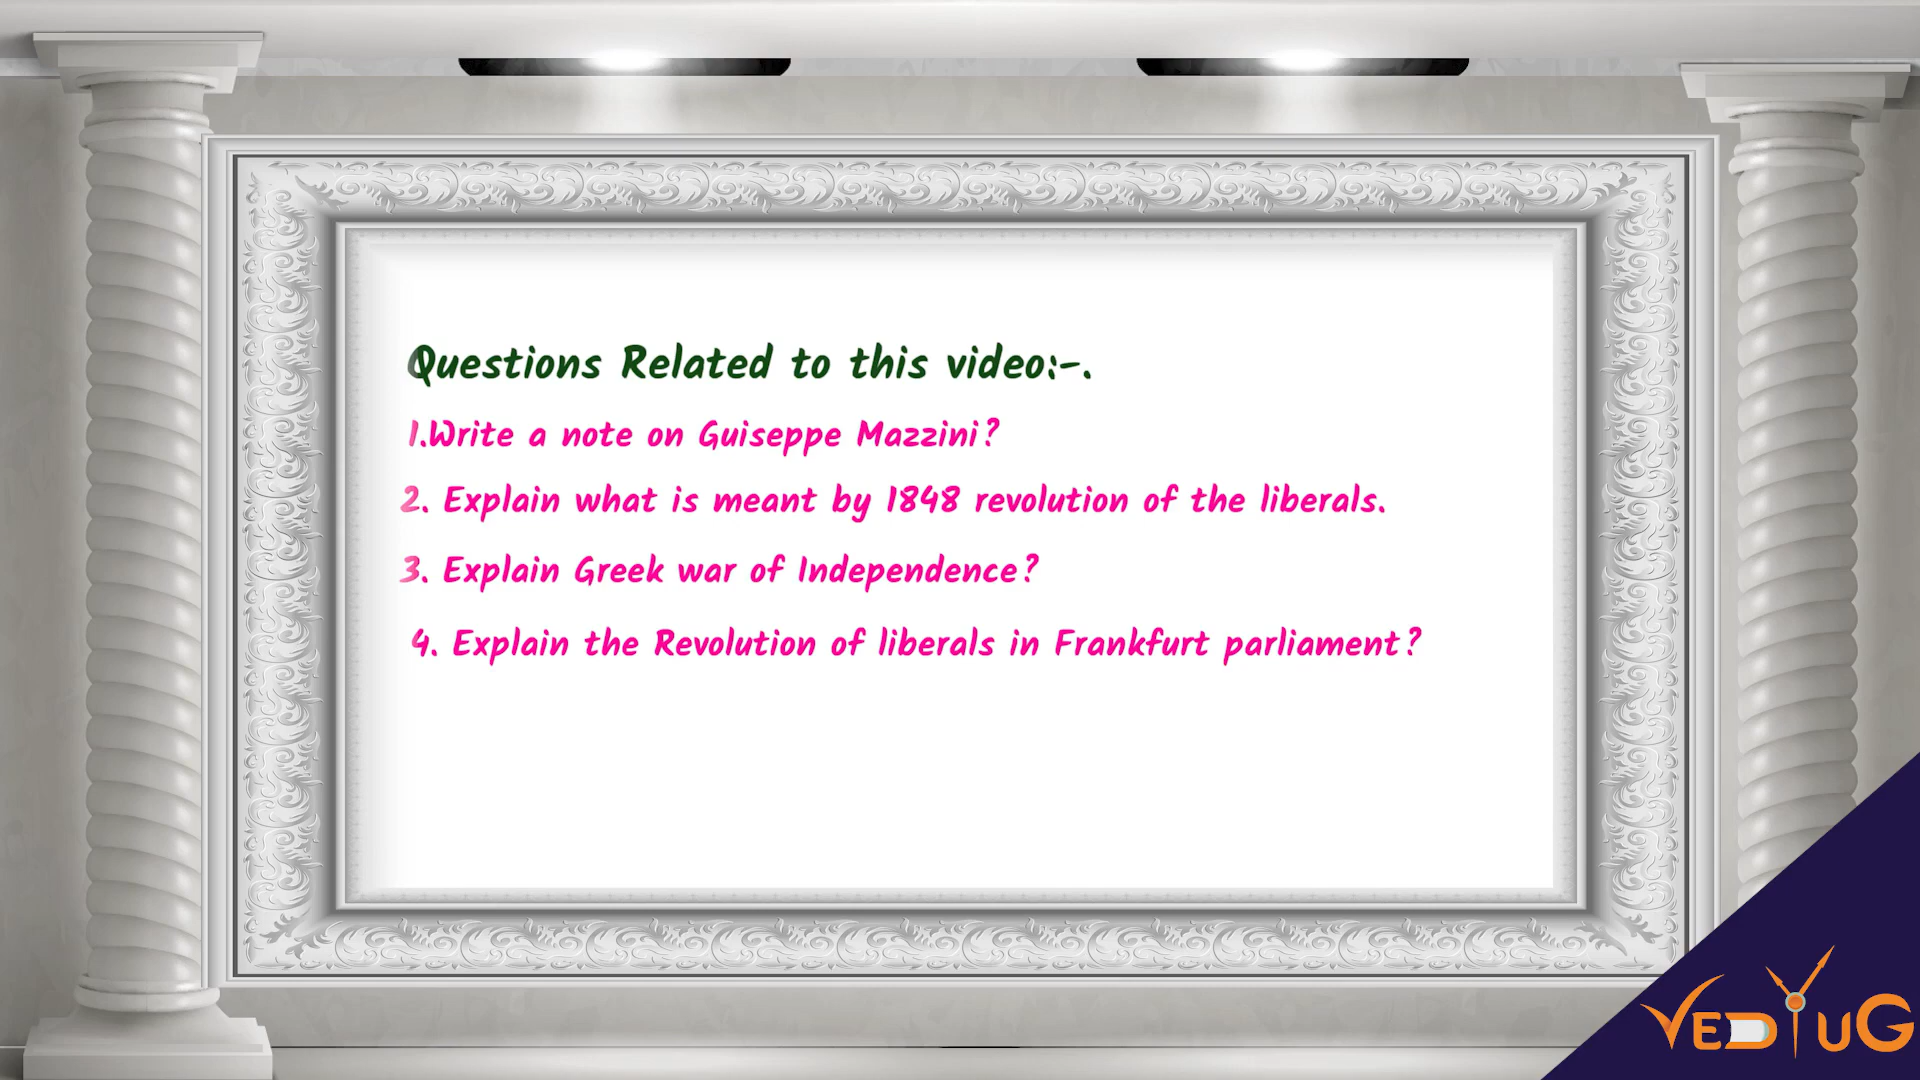 Questions Related to this video:-.
1.Write a note on Guiseppe Mazzini?
2. Explain what is meant by 1848 revolution of the liberals.
3. Explain Greek war of Independence?
4. Explain the Revolution of liberals in Frankfurt parliament?
VEDYUG